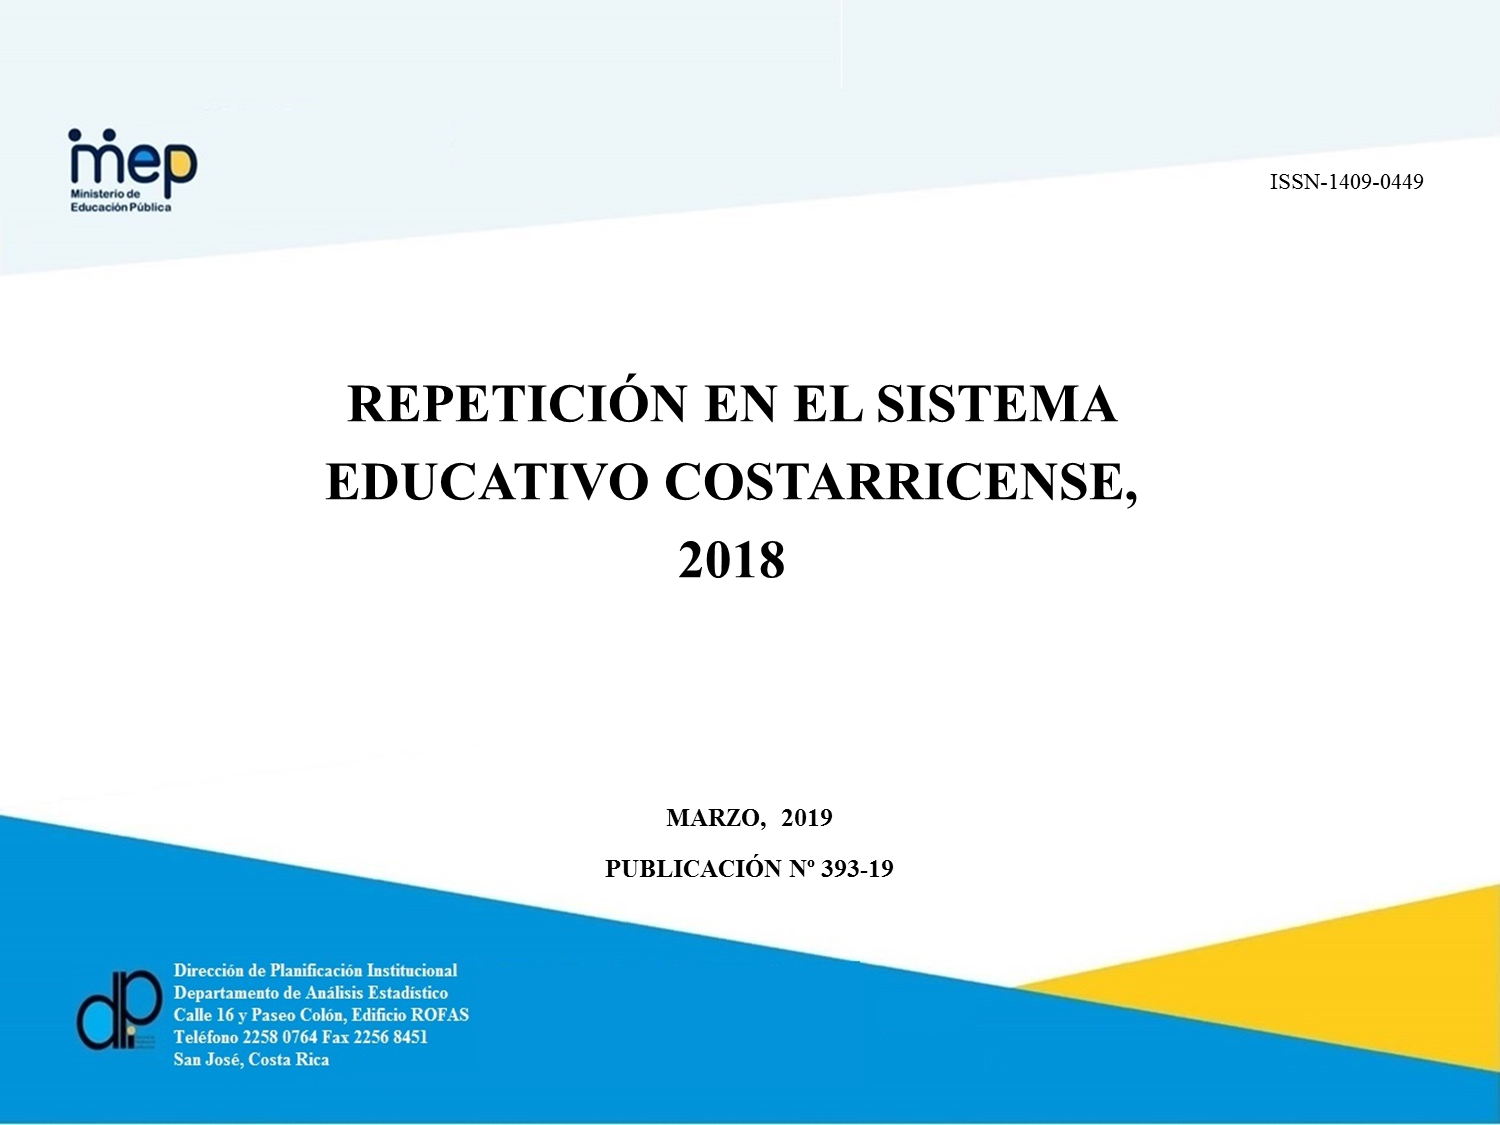 mep
Ministerio de
Educación Pública
ISSN-1409-0449
REPETICIÓN EN EL SISTEMA
EDUCATIVO COSTARRICENSE,
2018
MARZO, 2019
PUBLICACIÓN Nº 393-19
dpi
Dirección de Planificación Institucional
Departamento de Análisis Estadístico
Calle 16 y Paseo Colón, Edificio ROFAS
Teléfono 2258 0764 Fax 2256 8451
San José, Costa Rica